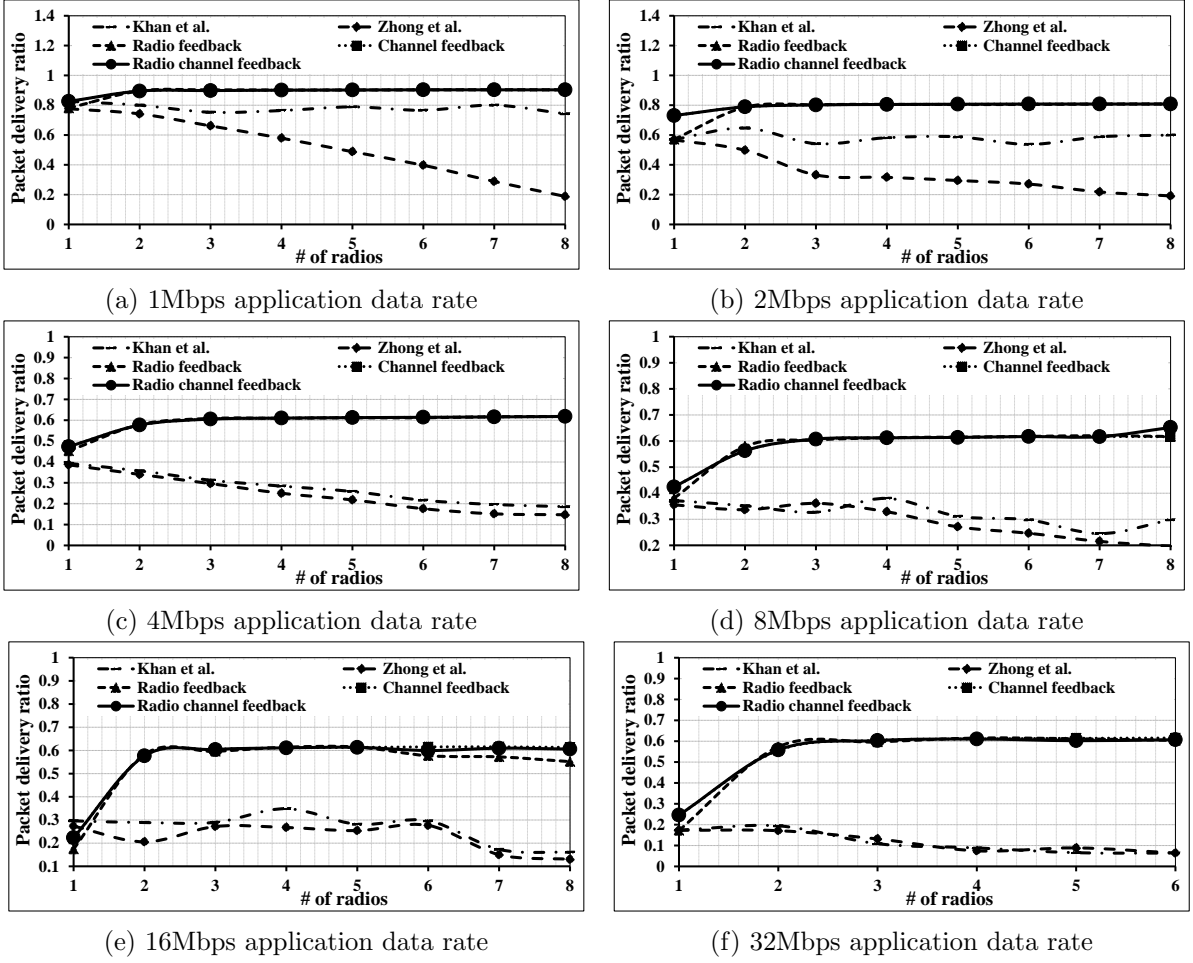 Packet delivery ratio
1.4
1.2
1
0.8
0.6
0.4
0.2
0
Khan et al.
Zhong et al.
Radio feedback
Channel feedback
Radio channel feedback
1 2 3 4 5 6 7 8
# of radios
(a) 1Mbps application data rate
Packet delivery ratio
1.4
1.2
1
0.8
0.6
0.4
0.2
0
Khan et al.
Zhong et al.
Radio feedback
Channel feedback
Radio channel feedback
1 2 3 4 5 6 7 8
# of radios
(b) 2Mbps application data rate
Packet delivery ratio
1
0.9
0.8
0.7
0.6
0.5
0.4
0.3
0.2
0.1
0
Khan et al.
Zhong et al.
Radio feedback
Channel feedback
Radio channel feedback
1 2 3 4 5 6 7 8
# of radios
(c) 4Mbps application data rate
Packet delivery ratio
1
0.9
0.8
0.7
0.6
0.5
0.4
0.3
0.2
Khan et al.
Zhong et al.
Radio feedback
Channel feedback
Radio channel feedback
1 2 3 4 5 6 7 8
# of radios
(d) 8Mbps application data rate
Packet delivery ratio
1
0.9
0.8
0.7
0.6
0.5
0.4
0.3
0.2
0.1
Khan et al.
Zhong et al.
Radio feedback
Channel feedback
Radio channel feedback
1 2 3 4 5 6 7 8
# of radios
(e) 16Mbps application data rate
Packet delivery ratio
1
0.9
0.8
0.7
0.6
0.5
0.4
0.3
0.2
0.1
0
Khan et al.
Zhong et al.
Radio feedback
Channel feedback
Radio channel feedback
1 2 3 4 5 6
# of radios
(f) 32Mbps application data rate